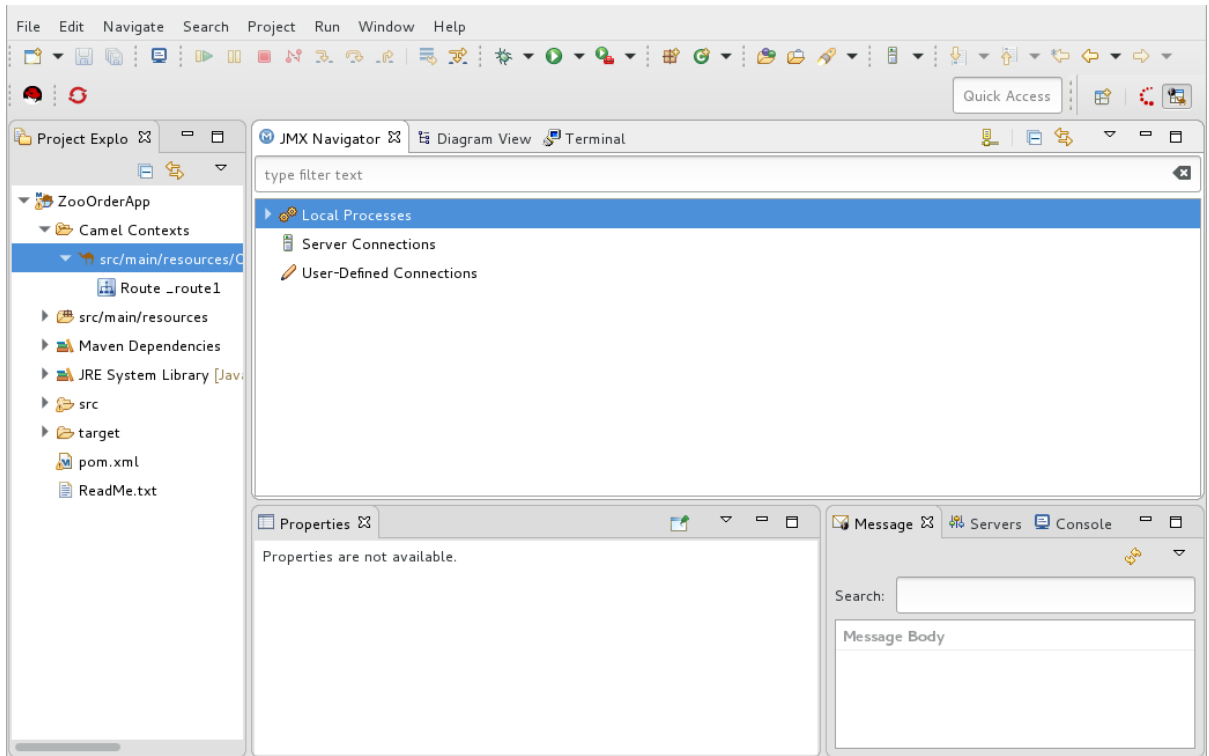 File Edit Navigate Search Project Run Window Help
Quick Access
Project Explo
JMX Navigator Diagram View Terminal
type filter text
ZooOrderApp
Camel Contexts
src/main/resources/C
Route _route1
src/main/resources
Maven Dependencies
JRE System Library [Java
src
target
pom.xml
ReadMe.txt
Local Processes
Server Connections
User-Defined Connections
Properties
Properties are not available.
Message Servers Console
Search:
Message Body